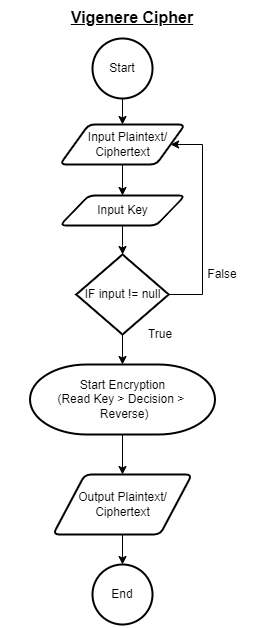 Vigenere Cipher
Start
Input Plaintext/
Ciphertext
Input Key
IF input != null
False
True
Start Encryption
(Read Key > Decision >
Reverse)
Output Plaintext/
Ciphertext
End